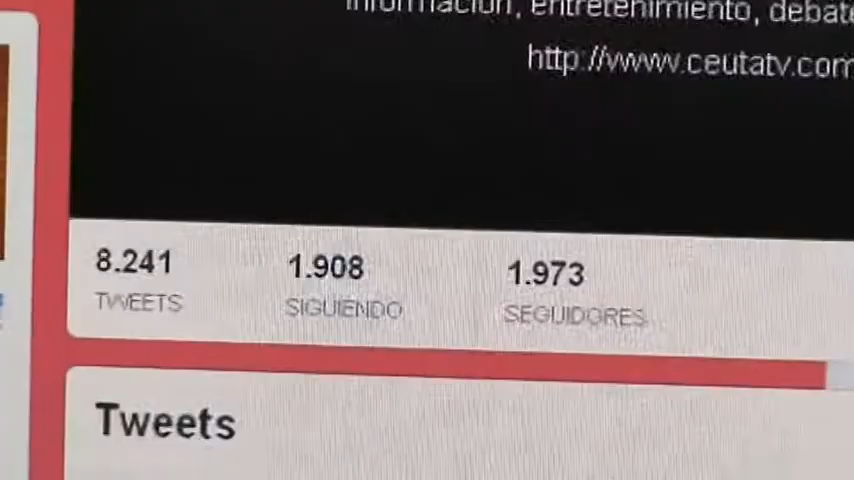 información, entretenimiento, debate
http://www.ceutatv.com
8.241 1.908 1.973
TWEETS SIGUIENDO SEGUIDORES
Tweets